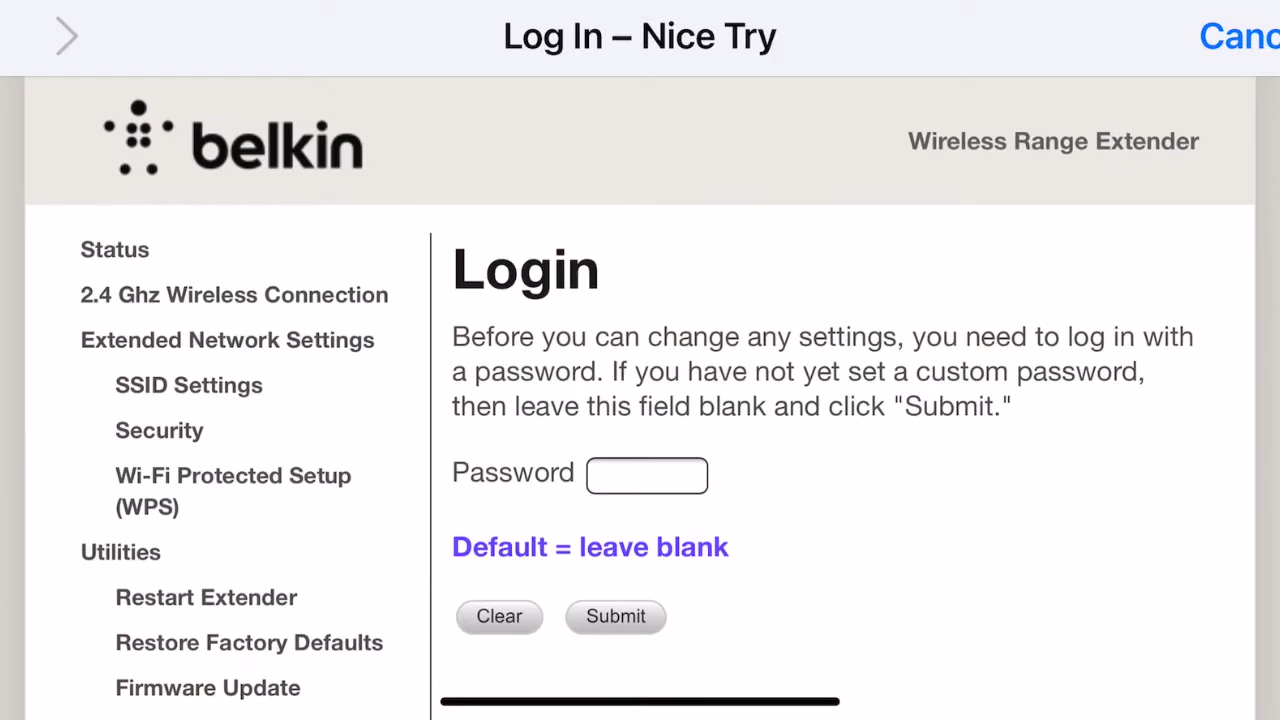 Log In – Nice Try
Canc
belkin
Wireless Range Extender
Status
2.4 Ghz Wireless Connection
Extended Network Settings
SSID Settings
Security
Wi-Fi Protected Setup
(WPS)
Utilities
Restart Extender
Restore Factory Defaults
Firmware Update
Login
Before you can change any settings, you need to log in with
a password. If you have not yet set a custom password,
then leave this field blank and click "Submit."
Password
Default = leave blank
Clear Submit